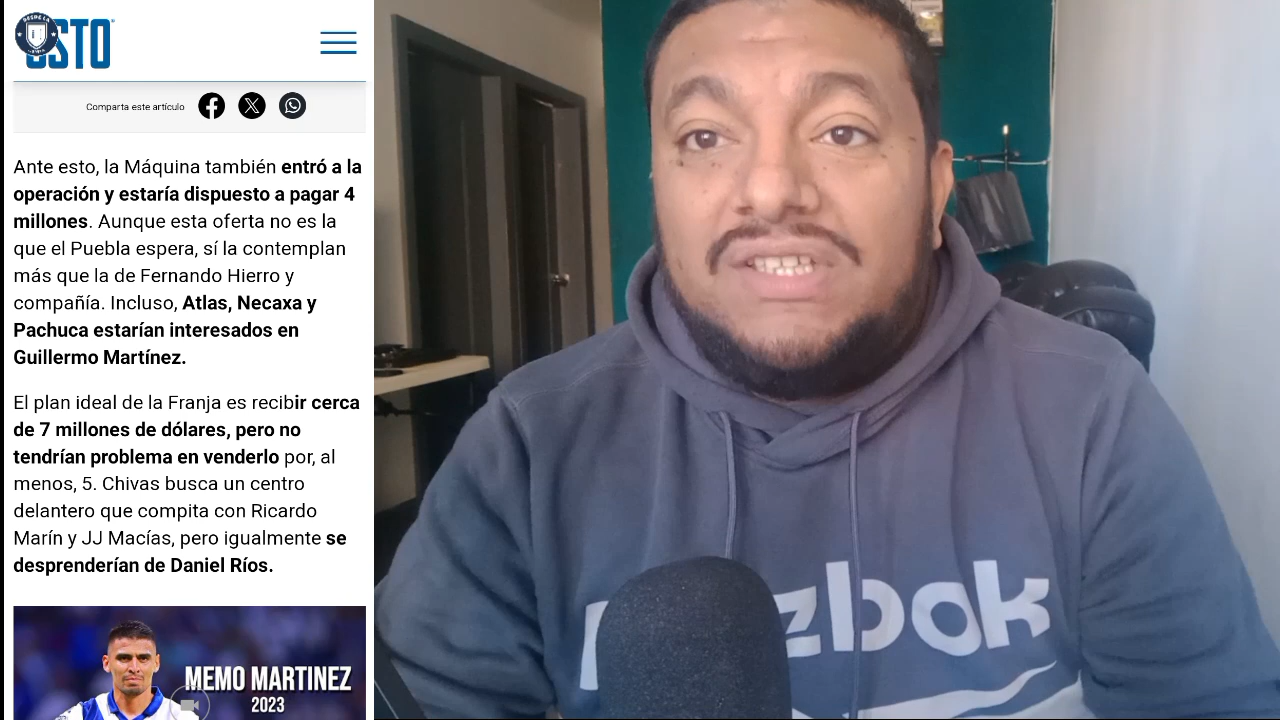 DESDE LA
ESTO
Comparta este artículo
Ante esto, la Máquina también entró a la
operación y estaría dispuesto a pagar 4
millones. Aunque esta oferta no es la
que el Puebla espera, sí la contemplan
más que la de Fernando Hierro y
compañía. Incluso, Atlas, Necaxa y
Pachuca estarían interesados en
Guillermo Martínez.
El plan ideal de la Franja es recibir cerca
de 7 millones de dólares, pero no
tendrían problema en venderlo por, al
menos, 5. Chivas busca un centro
delantero que compita con Ricardo
Marín y JJ Macías, pero igualmente se
desprenderían de Daniel Ríos.
MEMO MARTINEZ
2023